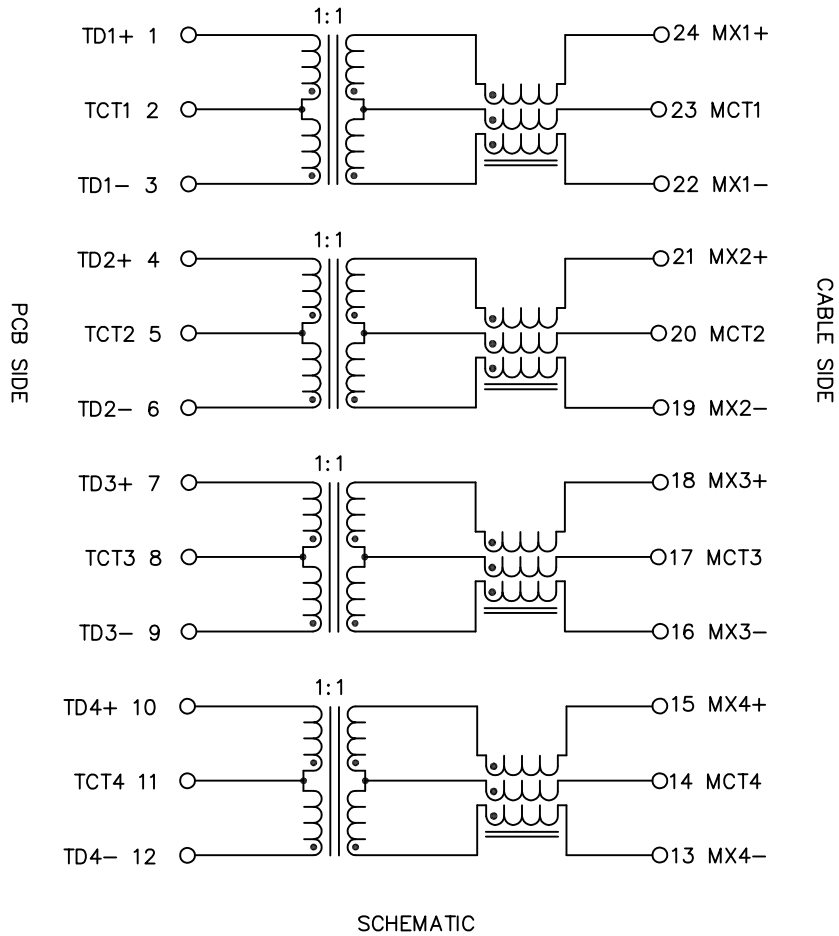 1:1
TD1+ 1
24 MX1+
TCT1 2
23 MCT1
TD1− 3
22 MX1−
1:1
TD2+ 4
21 MX2+
TCT2 5
20 MCT2
TD2− 6
19 MX2−
PCB SIDE
CABLE SIDE
1:1
TD3+ 7
18 MX3+
TCT3 8
17 MCT3
TD3− 9
16 MX3−
1:1
TD4+ 10
15 MX4+
TCT4 11
14 MCT4
TD4− 12
13 MX4−
SCHEMATIC